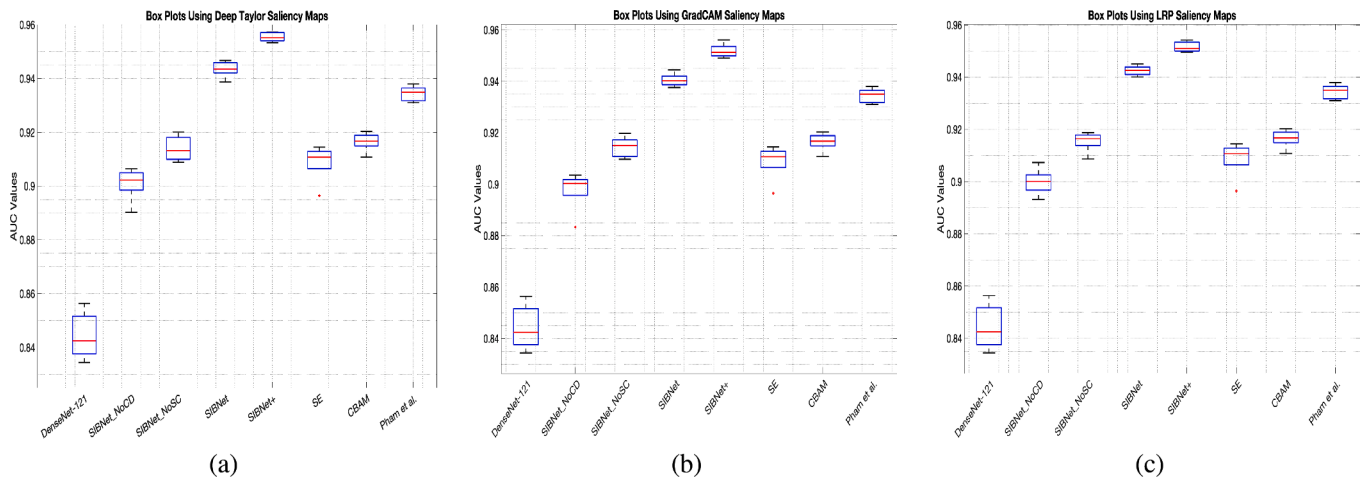 Box Plots Using Deep Taylor Saliency Maps
0.96
0.94
0.92
0.9
0.88
0.86
0.84
AUC Values
DenseNet-121
SIBNet_NoCD
SIBNet_NoSC
SIBNet
SIBNet+
SE
CBAM
Pham et al.
(a)
Box Plots Using GradCAM Saliency Maps
0.96
0.94
0.92
0.9
0.88
0.86
0.84
AUC Values
DenseNet-121
SIBNet_NoCD
SIBNet_NoSC
SIBNet
SIBNet+
SE
CBAM
Pham et al.
(b)
Box Plots Using LRP Saliency Maps
0.96
0.94
0.92
0.9
0.88
0.86
0.84
AUC Values
DenseNet-121
SIBNet_NoCD
SIBNet_NoSC
SIBNet
SIBNet+
SE
CBAM
Pham et al.
(c)